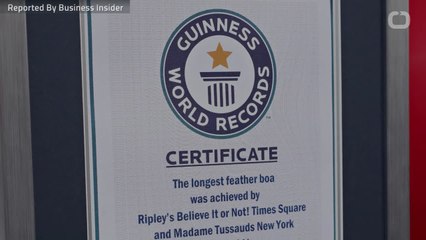 Reported By Business Insider
GUINNESS
WORLD RECORDS
CERTIFICATE
The longest feather boa
was achieved by
Ripley's Believe It or Not! Times Square
and Madame Tussauds New York